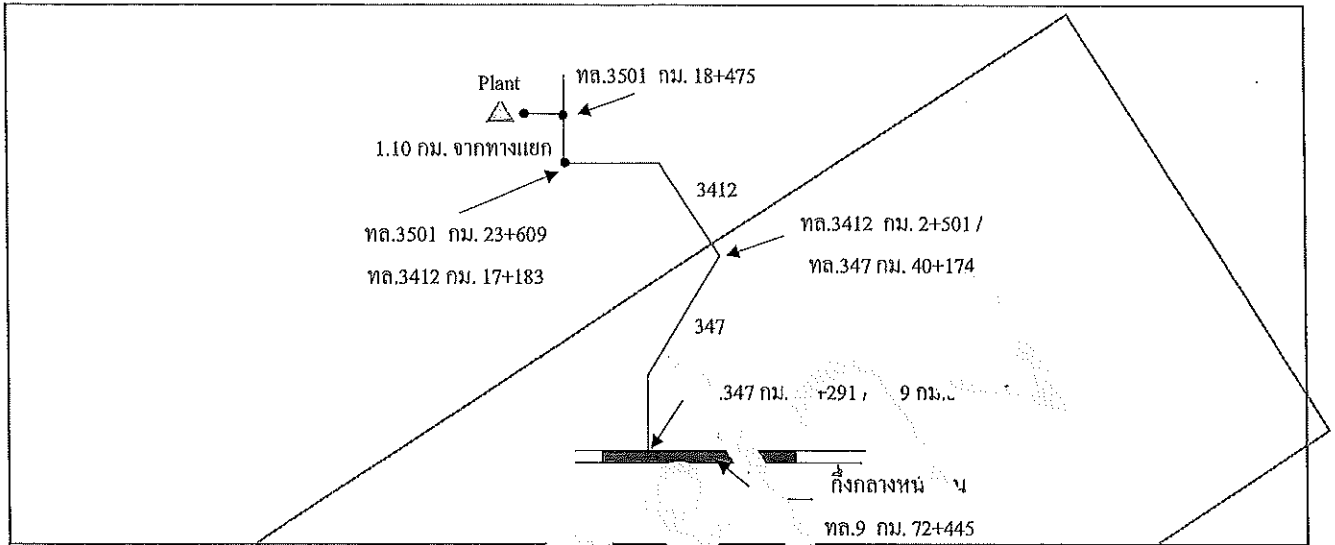 ทล.3501 กม. 18+475
Plant
1.10 กม. จากทางแยก
3412
ทล.3501 กม. 23+609
ทล.3412 กม. 17+183
ทล.3412 กม. 2+501 /
ทล.347 กม. 40+174
347
.347 กม. +291 / 9 กม.
กึ่งกลางหน
ทล.9 กม. 72+445